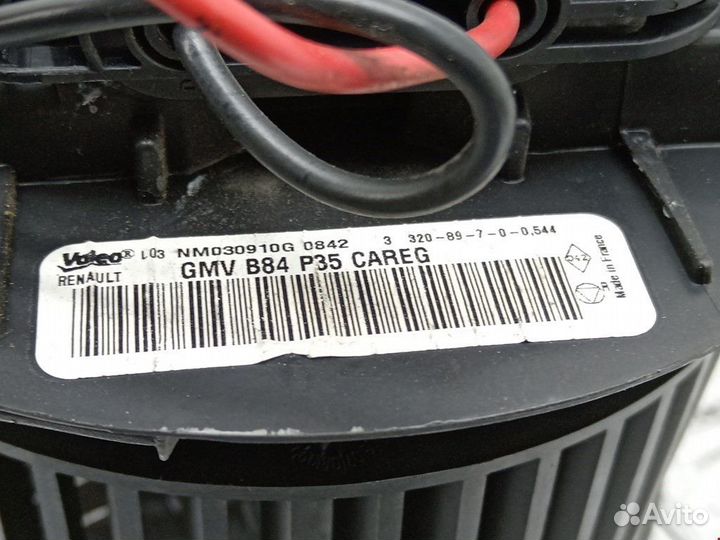 Valeo® L03 NM030910G 0842 3 320-89-7-0-0,544
RENAULT GMV B84 P35 CAREG
Made in France
Avito